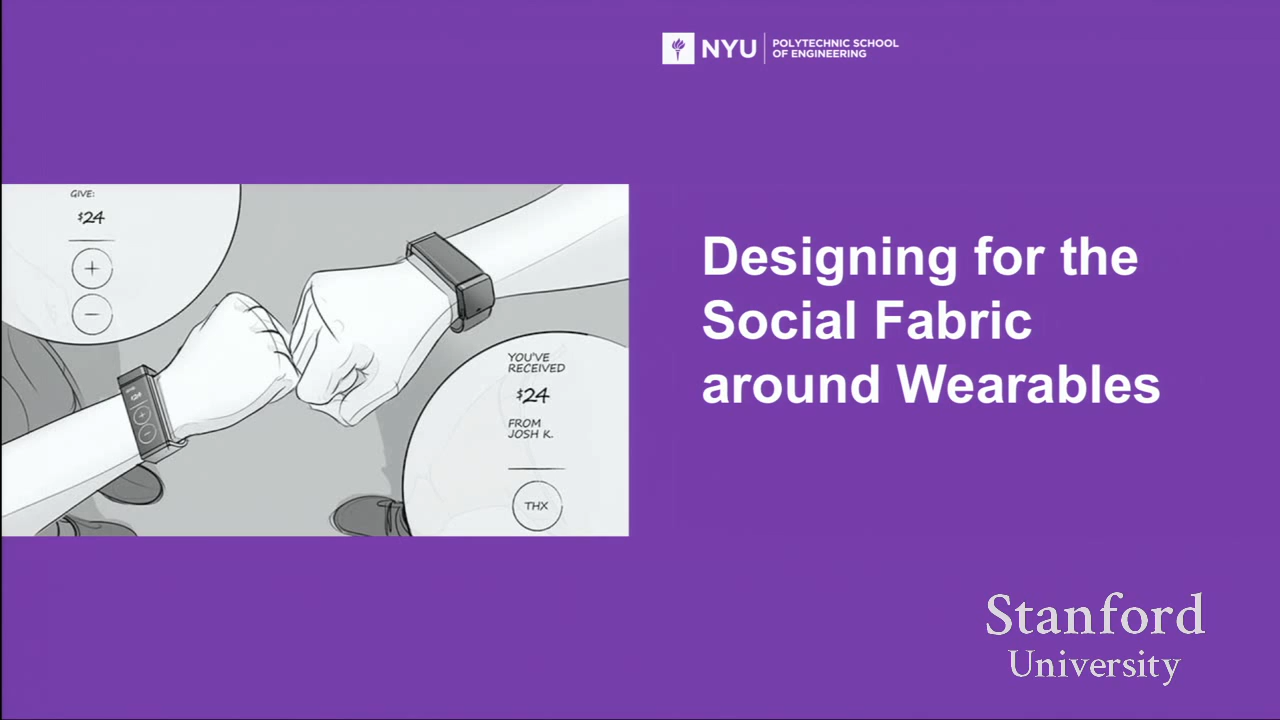 NYU
POLYTECHNIC SCHOOL
OF ENGINEERING
GIVE:
$24
+
−
YOU'VE
RECEIVED
$24
FROM
JOSH K.
THX
Designing for the
Social Fabric
around Wearables
Stanford
University